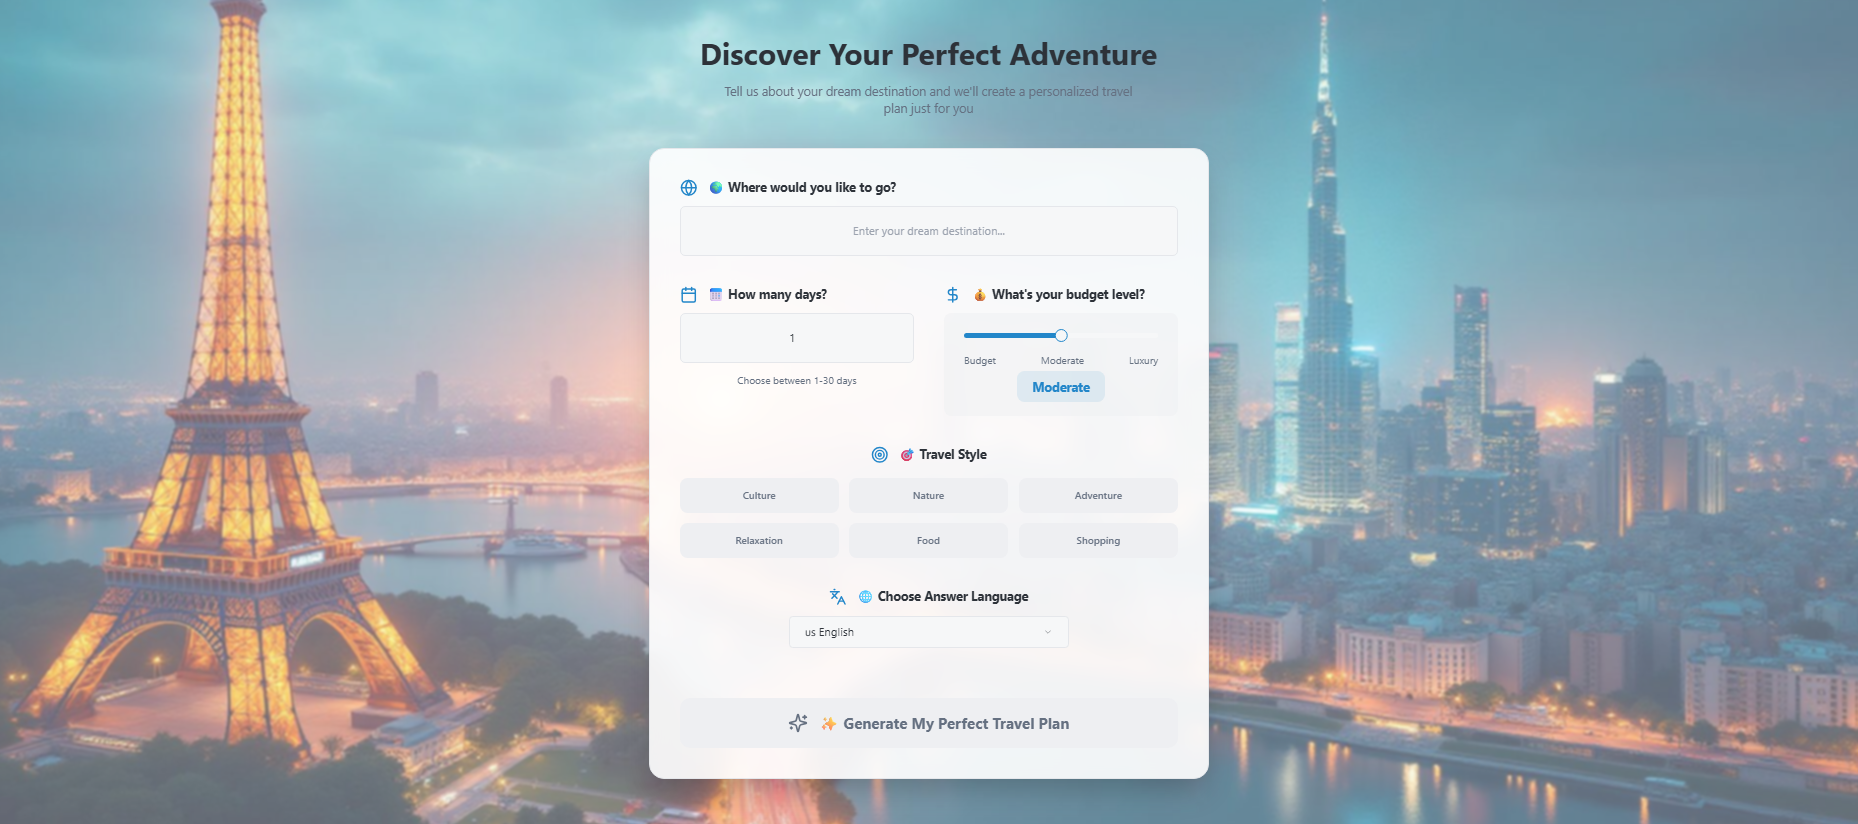 Discover Your Perfect Adventure
Tell us about your dream destination and we'll create a personalized travel
plan just for you
Where would you like to go?
Enter your dream destination...
How many days?
1
Choose between 1-30 days
What's your budget level?
Budget Moderate Luxury
Moderate
Travel Style
Culture Nature Adventure
Relaxation Food Shopping
Choose Answer Language
us English
Generate My Perfect Travel Plan